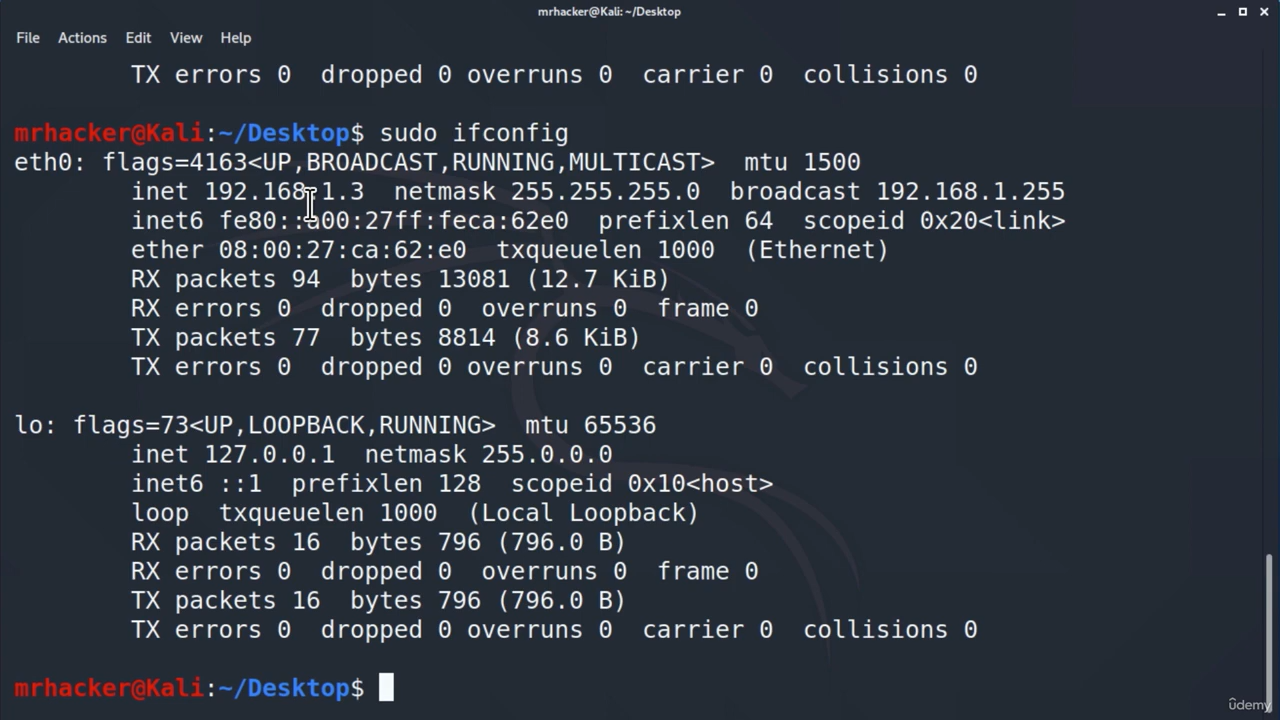 mrhacker@Kali: ~/Desktop
File Actions Edit View Help
TX errors 0 dropped 0 overruns 0 carrier 0 collisions 0
mrhacker@Kali:~/Desktop$ sudo ifconfig
eth0: flags=4163<UP,BROADCAST,RUNNING,MULTICAST> mtu 1500
inet 192.168.1.3 netmask 255.255.255.0 broadcast 192.168.1.255
inet6 fe80::a00:27ff:feca:62e0 prefixlen 64 scopeid 0x20<link>
ether 08:00:27:ca:62:e0 txqueuelen 1000 (Ethernet)
RX packets 94 bytes 13081 (12.7 KiB)
RX errors 0 dropped 0 overruns 0 frame 0
TX packets 77 bytes 8814 (8.6 KiB)
TX errors 0 dropped 0 overruns 0 carrier 0 collisions 0
lo: flags=73<UP,LOOPBACK,RUNNING> mtu 65536
inet 127.0.0.1 netmask 255.0.0.0
inet6 ::1 prefixlen 128 scopeid 0x10<host>
loop txqueuelen 1000 (Local Loopback)
RX packets 16 bytes 796 (796.0 B)
RX errors 0 dropped 0 overruns 0 frame 0
TX packets 16 bytes 796 (796.0 B)
TX errors 0 dropped 0 overruns 0 carrier 0 collisions 0
mrhacker@Kali:~/Desktop$
ûdemy